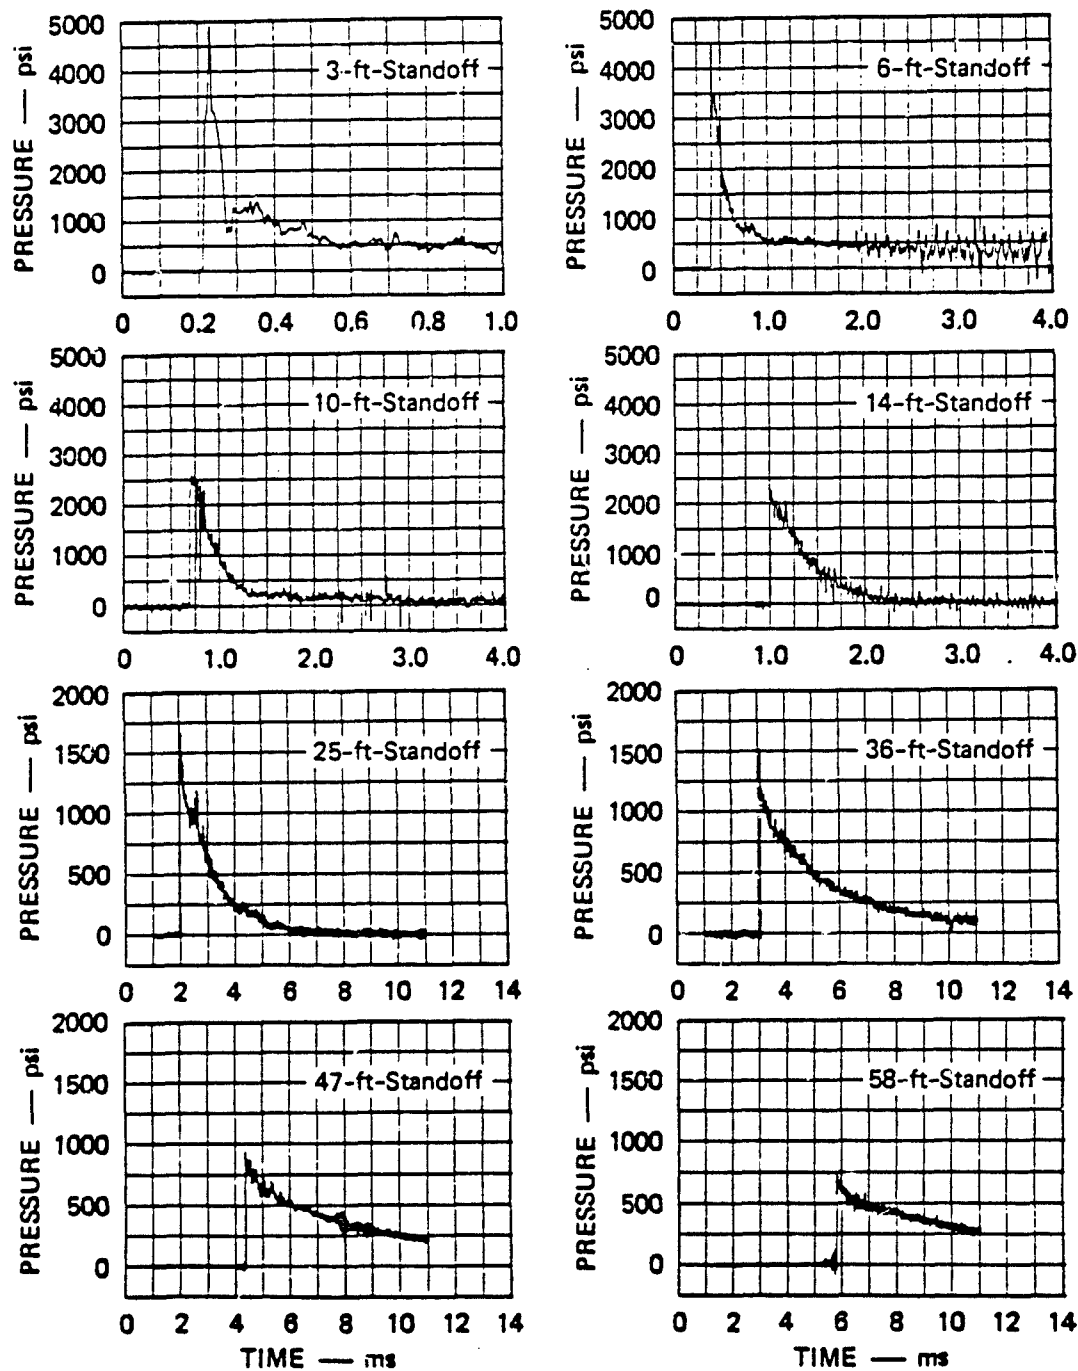 PRESSURE — psi
5000
4000
3000
2000
1000
0
3-ft-Standoff
0 0.2 0.4 0.6 0.8 1.0
PRESSURE — psi
5000
4000
3000
2000
1000
0
6-ft-Standoff
0 1.0 2.0 3.0 4.0
PRESSURE — psi
5000
4000
3000
2000
1000
0
10-ft-Standoff
0 1.0 2.0 3.0 4.0
PRESSURE — psi
5000
4000
3000
2000
1000
0
14-ft-Standoff
0 1.0 2.0 3.0 4.0
PRESSURE — psi
2000
1500
1000
500
0
25-ft-Standoff
0 2 4 6 8 10 12 14
PRESSURE — psi
2000
1500
1000
500
0
36-ft-Standoff
0 2 4 6 8 10 12 14
PRESSURE — psi
2000
1500
1000
500
0
47-ft-Standoff
0 2 4 6 8 10 12 14
TIME — ms
PRESSURE — psi
2000
1500
1000
500
0
58-ft-Standoff
0 2 4 6 8 10 12 14
TIME — ms